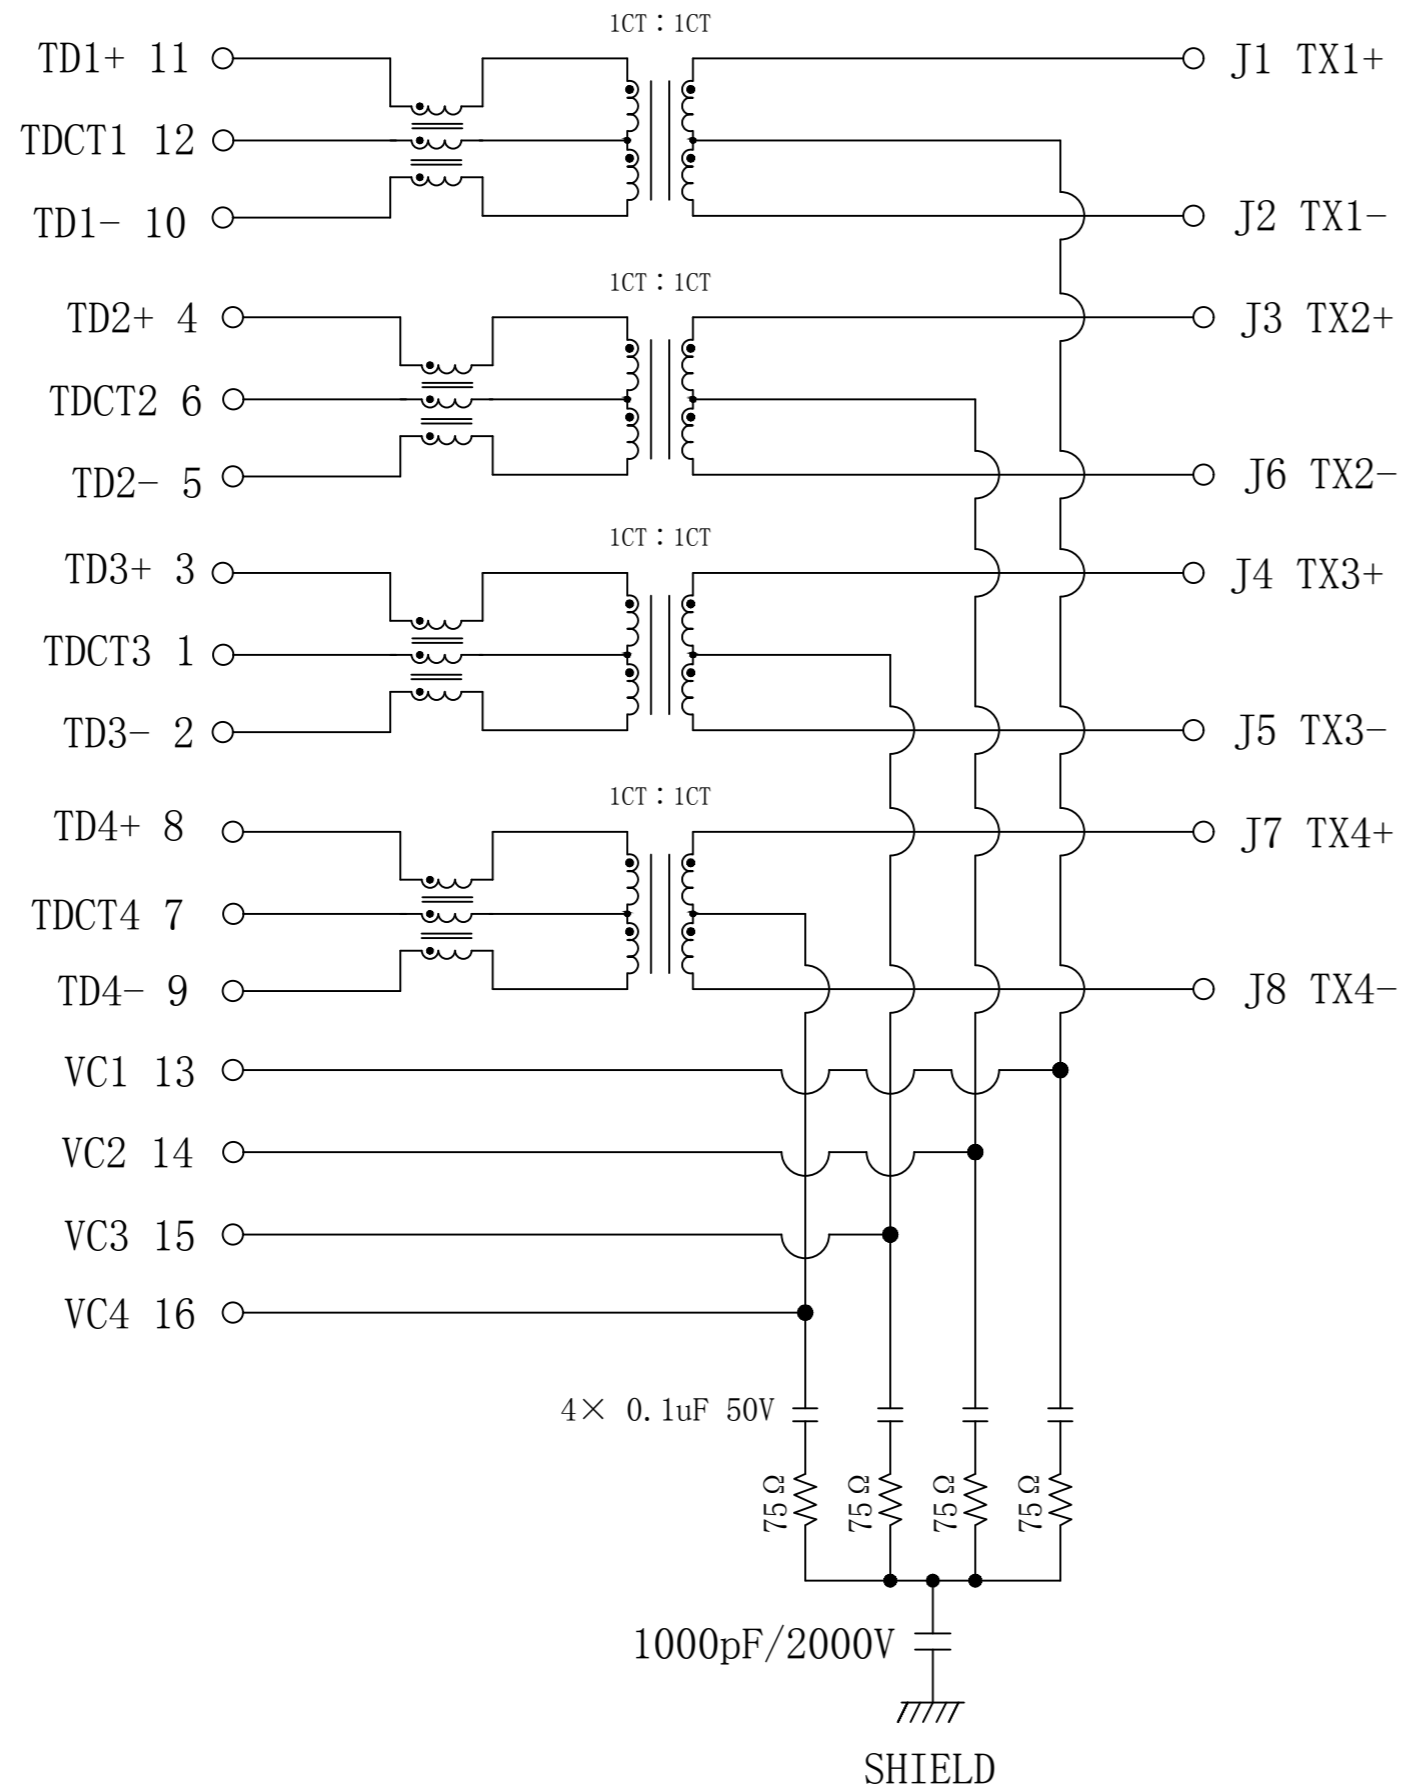 1CT：1CT
TD1+ 11
J1 TX1+
TDCT1 12
TD1- 10
J2 TX1-
1CT：1CT
TD2+ 4
J3 TX2+
TDCT2 6
TD2- 5
J6 TX2-
1CT：1CT
TD3+ 3
J4 TX3+
TDCT3 1
TD3- 2
J5 TX3-
1CT：1CT
TD4+ 8
J7 TX4+
TDCT4 7
TD4- 9
J8 TX4-
VC1 13
VC2 14
VC3 15
VC4 16
4× 0.1uF 50V
75Ω
75Ω
75Ω
75Ω
1000pF/2000V
SHIELD